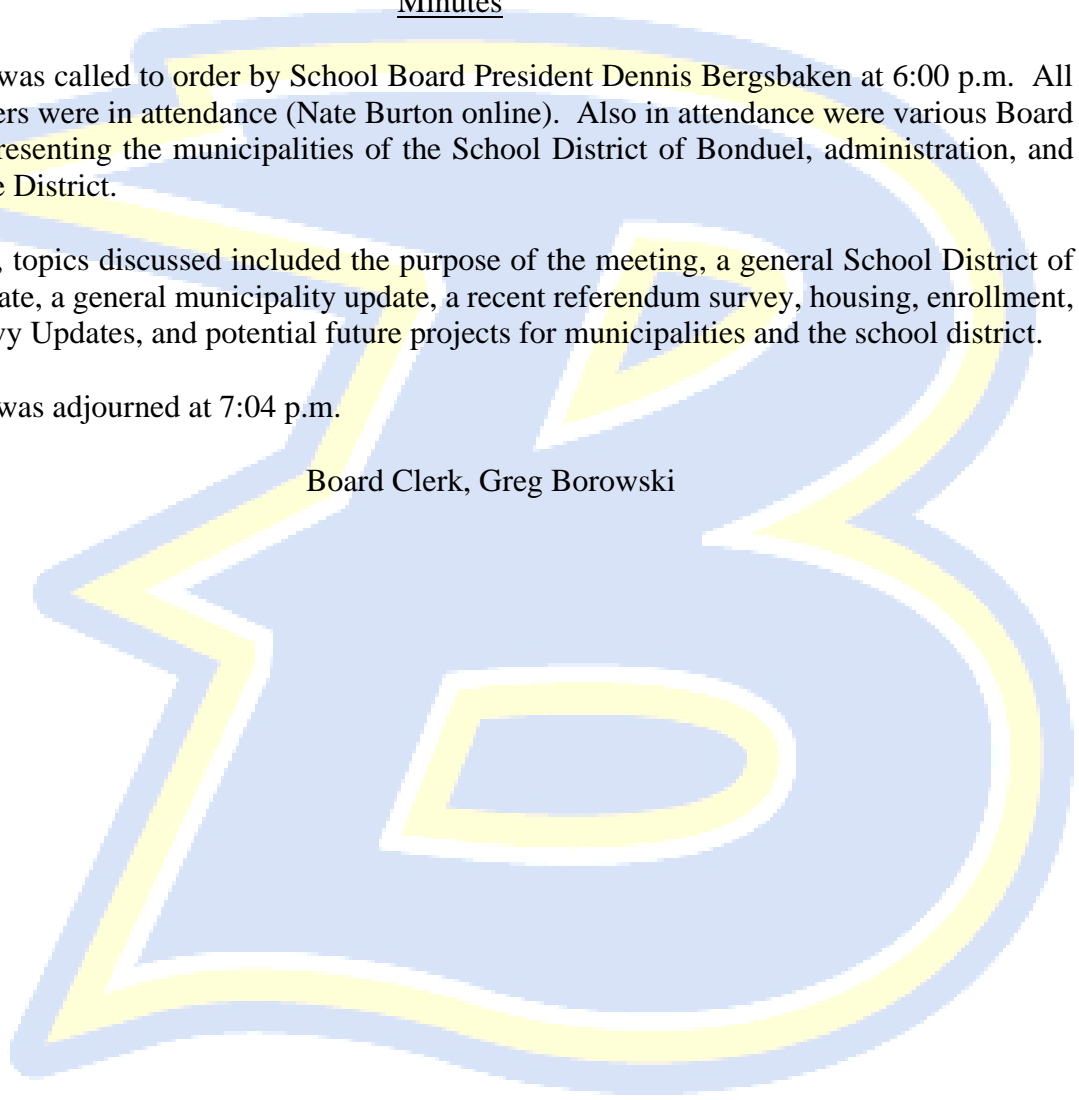 Minutes
was called to order by School Board President Dennis Bergsbaken at 6:00 p.m. All
ers were in attendance (Nate Burton online). Also in attendance were various Board
resenting the municipalities of the School District of Bonduel, administration, and
e District.
, topics discussed included the purpose of the meeting, a general School District of
ate, a general municipality update, a recent referendum survey, housing, enrollment,
vy Updates, and potential future projects for municipalities and the school district.
was adjourned at 7:04 p.m.
Board Clerk, Greg Borowski
B